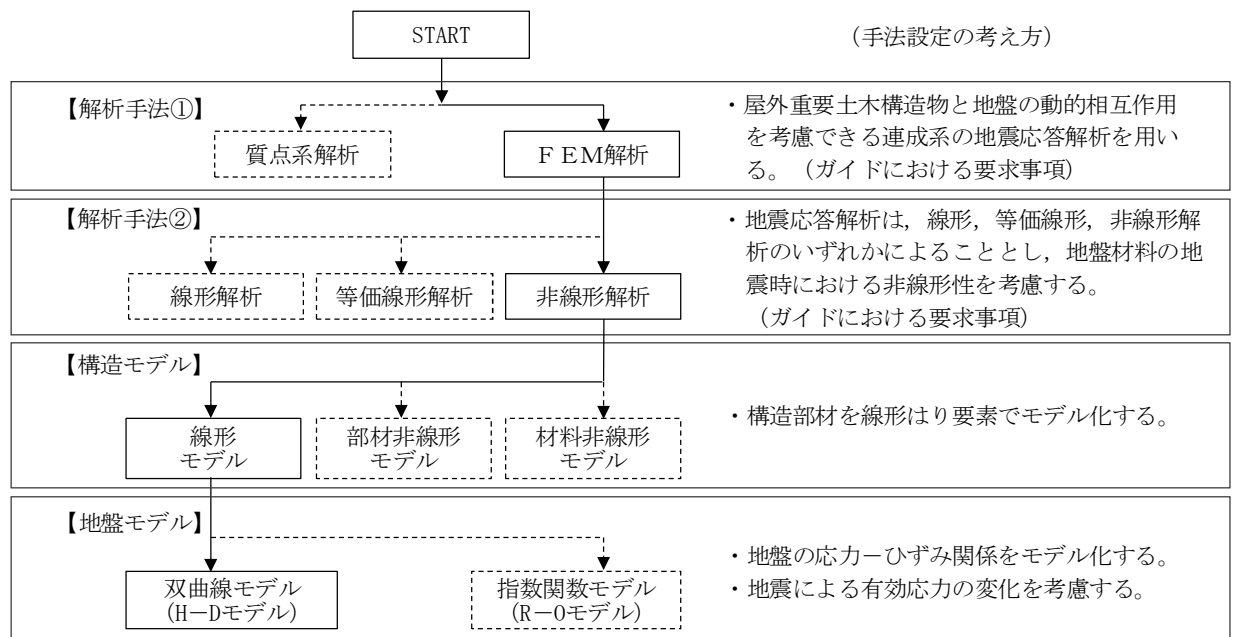 START
（手法設定の考え方）
【解析手法①】
質点系解析
ＦＥＭ解析
・屋外重要土木構造物と地盤の動的相互作用
を考慮できる連成系の地震応答解析を用い
る。（ガイドにおける要求事項）
【解析手法②】
線形解析
等価線形解析
非線形解析
・地震応答解析は，線形，等価線形，非線形解
析のいずれかによることとし，地盤材料の地
震時における非線形性を考慮する。
（ガイドにおける要求事項）
【構造モデル】
線形
モデル
部材非線形
モデル
材料非線形
モデル
・構造部材を線形はり要素でモデル化する。
【地盤モデル】
双曲線モデル
(H－Dモデル)
指数関数モデル
(R－Oモデル)
・地盤の応力－ひずみ関係をモデル化する。
・地震による有効応力の変化を考慮する。